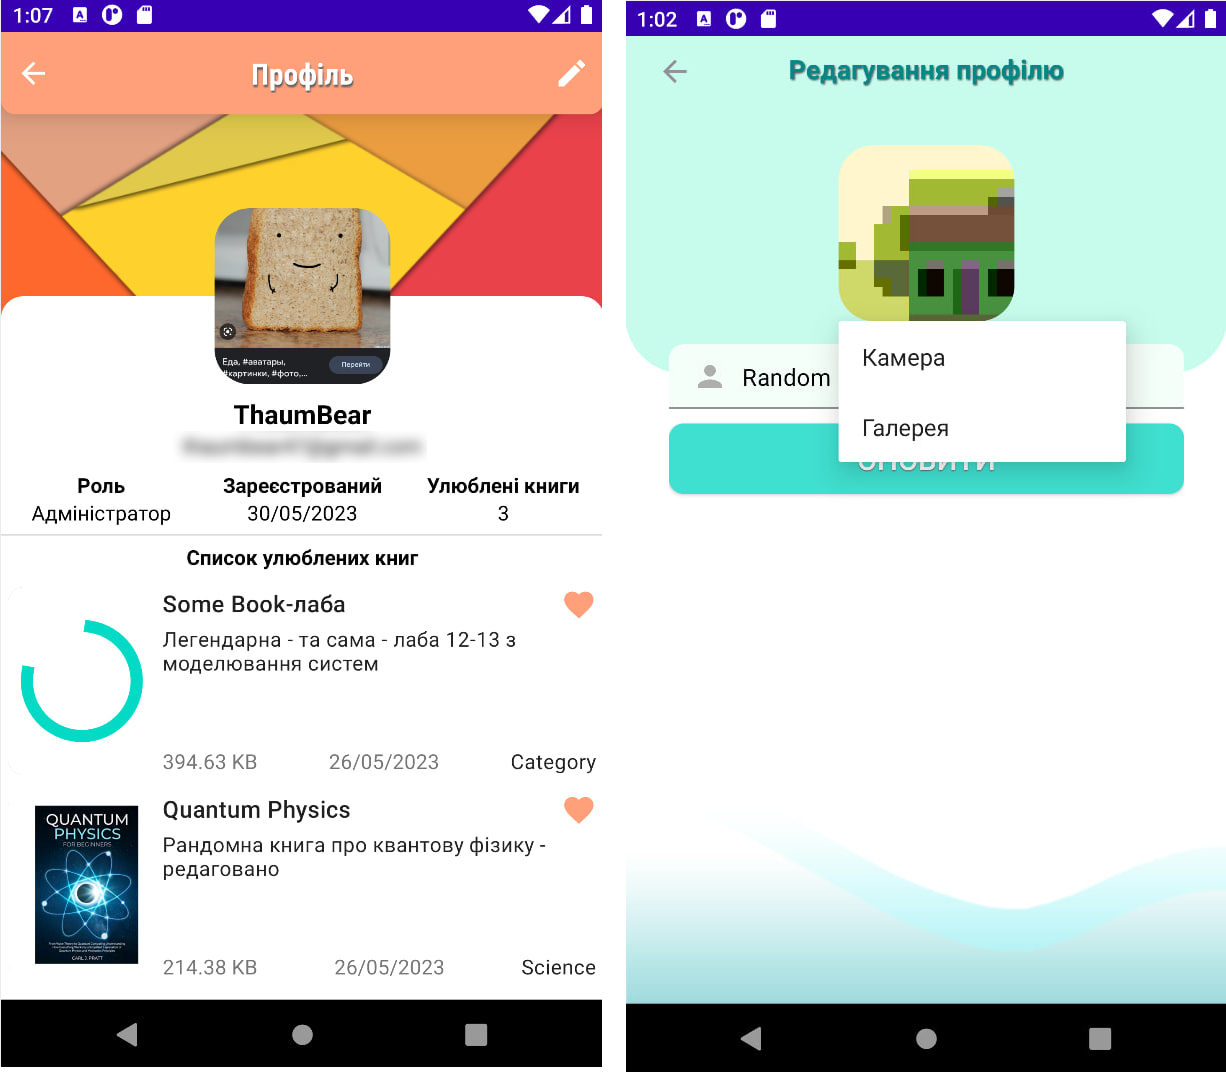 1:07
Профіль
Еда, #аватары,
#картинки, #фото,...
Перейти
ThaumBear
Роль
Зареєстрований
Улюблені книги
Адміністратор
30/05/2023
3
Список улюблених книг
Some Book-лаба
Легендарна - та сама - лаба 12-13 з
моделювання систем
394.63 KB
26/05/2023
Category
QUANTUM
PHYSICS
FOR BEGINNERS
CARL J. PRATT
Quantum Physics
Рандомна книга про квантову фізику -
редаговано
214.38 KB
26/05/2023
Science
1:02
Редагування профілю
Random
Камера
Галерея
ОНОВИТИ